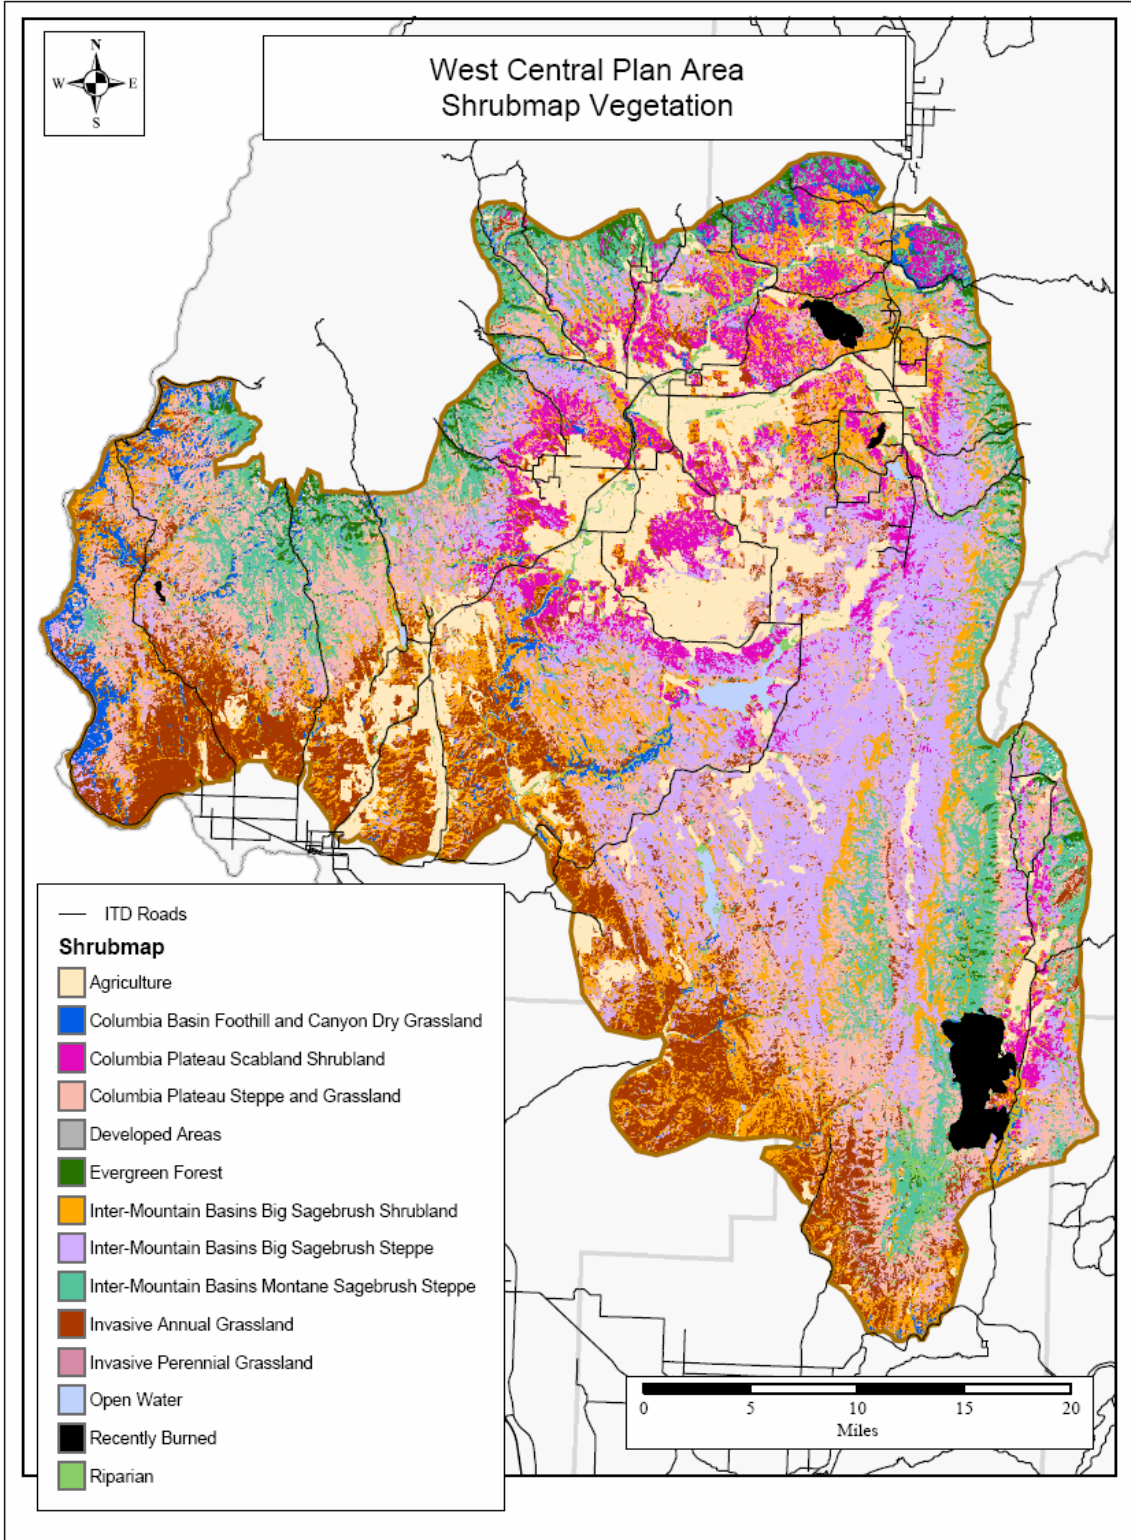 N
W E
S
West Central Plan Area
Shrubmap Vegetation
ITD Roads
Shrubmap
Agriculture
Columbia Basin Foothill and Canyon Dry Grassland
Columbia Plateau Scabland Shrubland
Columbia Plateau Steppe and Grassland
Developed Areas
Evergreen Forest
Inter-Mountain Basins Big Sagebrush Shrubland
Inter-Mountain Basins Big Sagebrush Steppe
Inter-Mountain Basins Montane Sagebrush Steppe
Invasive Annual Grassland
Invasive Perennial Grassland
Open Water
Recently Burned
Riparian
0 5 10 15 20
Miles